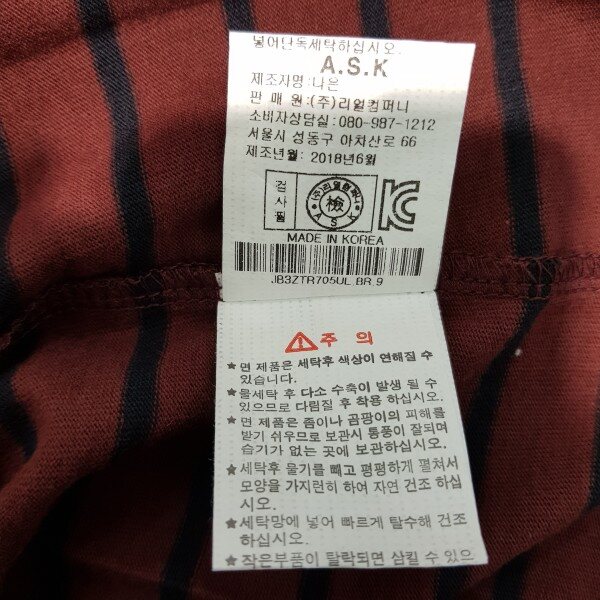 넣어단독세탁하십시오.
A.S.K
제조자명:나은
판 매 원:(주)리얼컴퍼니
소비자상담실: 080-987-1212
서울시 성동구 아차산로 66
제조년월: 2018년6월
검사필
(주)리얼컴퍼니
檢
A S K
KC
MADE IN KOREA
JB3ZTR705UL.BR.9
주 의
★면 제품은 세탁후 색상이 연해질 수
있습니다.
★물세탁 후 다소 수축이 발생 될 수
있으므로 다림질 후 착용 하십시오.
★면 제품은 좀이나 곰팡이의 피해를
받기 쉬우므로 보관시 통풍이 잘되며
습기가 없는 곳에 보관하십시오.
★세탁후 물기를 빼고 평평하게 펼쳐서
모양을 가지런히 하여 자연 건조 하십
시오.
★세탁망에 넣어 빠르게 탈수해 건조
하십시오.
★작은부품이 탈락되면 삼킬 수 있으